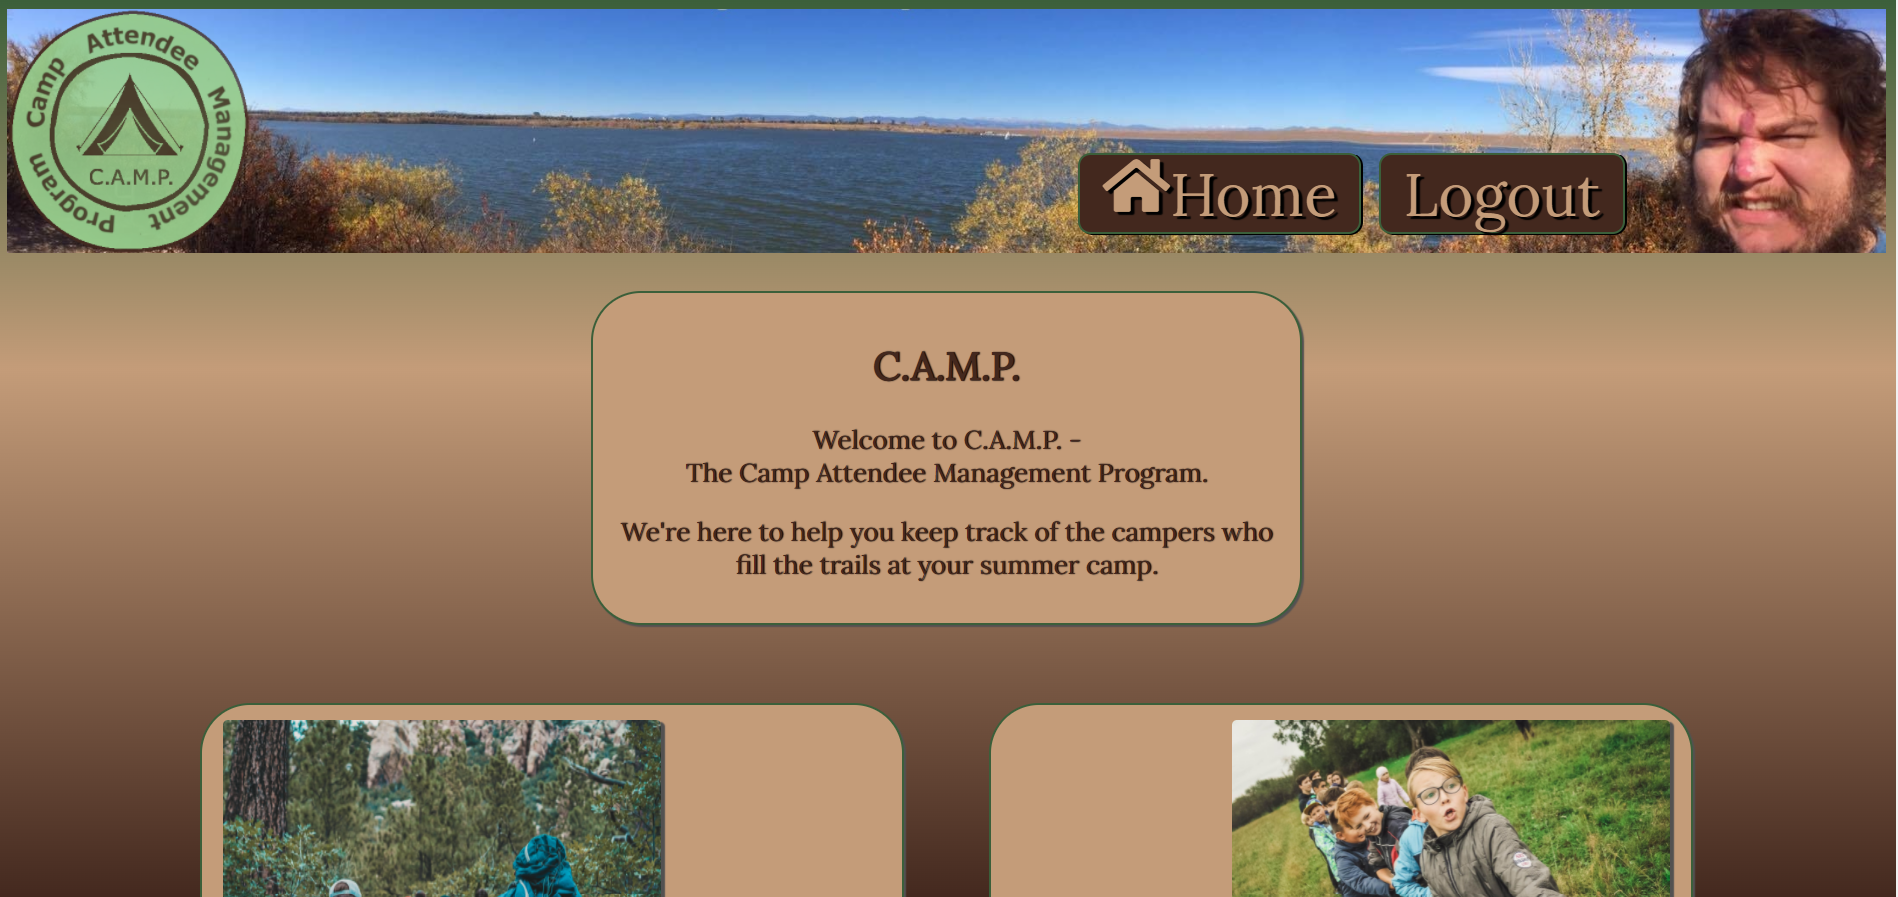 Camp Attendee Management Program
C.A.M.P.
Home
Logout
C.A.M.P.
Welcome to C.A.M.P. -
The Camp Attendee Management Program.
We're here to help you keep track of the campers who
fill the trails at your summer camp.